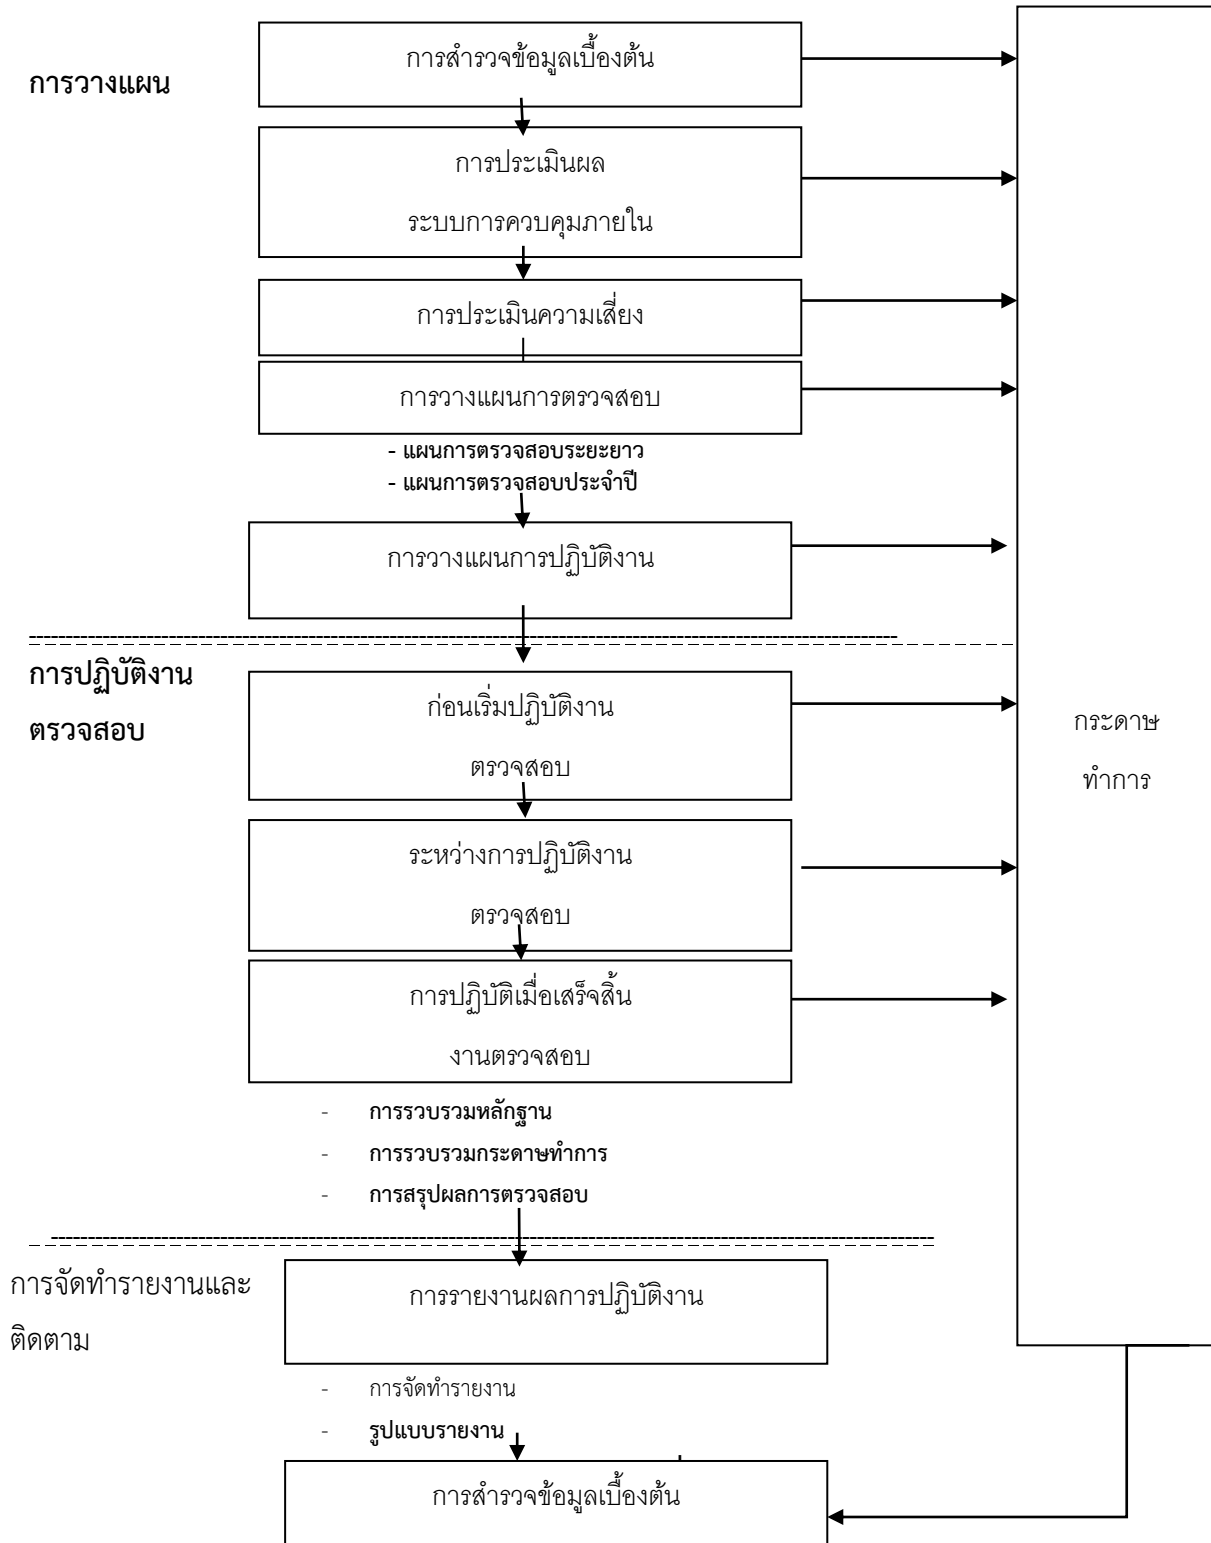 การสำรวจข้อมูลเบื้องต้น
การวางแผน
การประเมินผล
ระบบการควบคุมภายใน
การประเมินความเสี่ยง
การวางแผนการตรวจสอบ
- แผนการตรวจสอบระยะยาว
- แผนการตรวจสอบประจำปี
การวางแผนการปฏิบัติงาน
การปฏิบัติงาน
ตรวจสอบ
ก่อนเริ่มปฏิบัติงาน
ตรวจสอบ
กระดาษ
ทำการ
ระหว่างการปฏิบัติงาน
ตรวจสอบ
การปฏิบัติเมื่อเสร็จสิ้น
งานตรวจสอบ
- การรวบรวมหลักฐาน
- การรวบรวมกระดาษทำการ
- การสรุปผลการตรวจสอบ
การจัดทำรายงานและ
ติดตาม
การรายงานผลการปฏิบัติงาน
- การจัดทำรายงาน
- รูปแบบรายงาน
การสำรวจข้อมูลเบื้องต้น